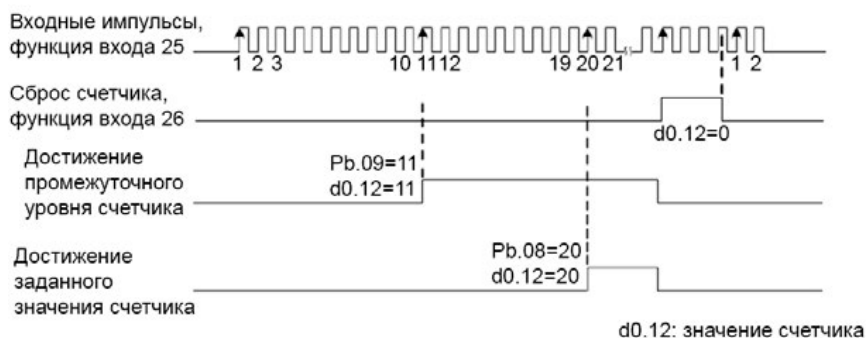 Входные импульсы,
функция входа 25
1 2 3 10 11 12 19 20 21 1 2
Сброс счетчика,
функция входа 26
d0.12=0
Достижение
промежуточного
уровня счетчика
Pb.09=11
d0.12=11
Достижение
заданного
значения счетчика
Pb.08=20
d0.12=20
d0.12: значение счетчика